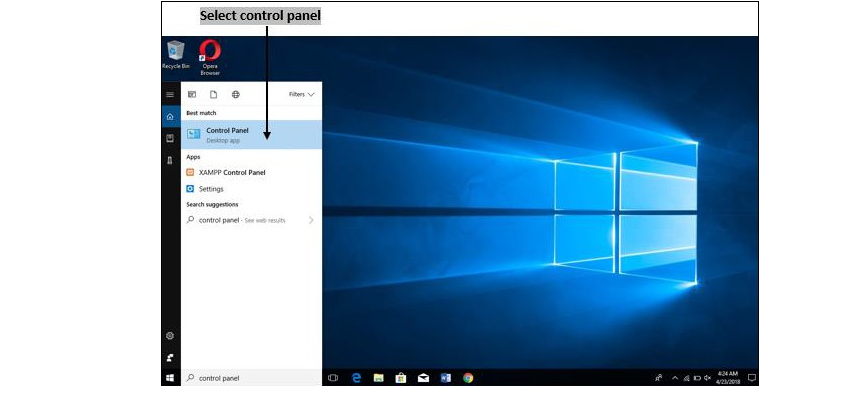 Select control panel
Recycle Bin
Opera
Browser
Filters
Best match
Control Panel
Desktop app
Apps
XAMPP Control Panel
Settings
Search suggestions
control panel - See web results
control panel
4:24 AM
4/23/2018